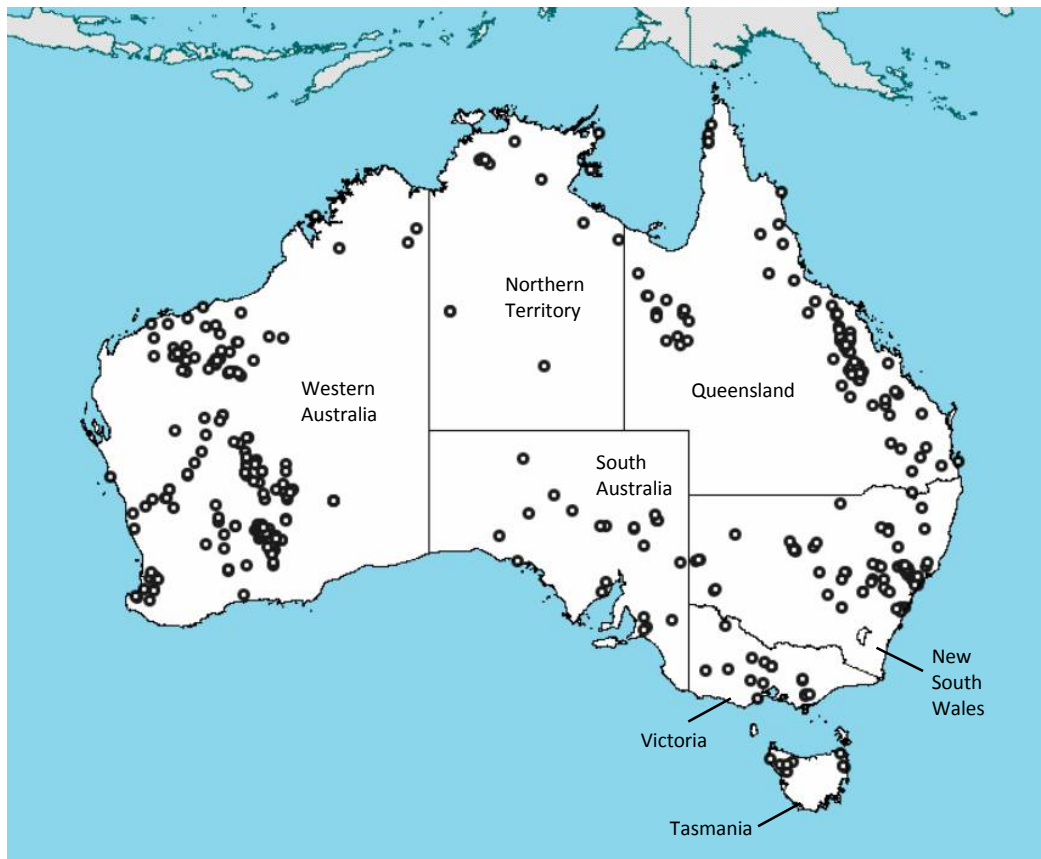 Northern
Territory
Western
Australia
Queensland
South
Australia
New
South
Wales
Victoria
Tasmania